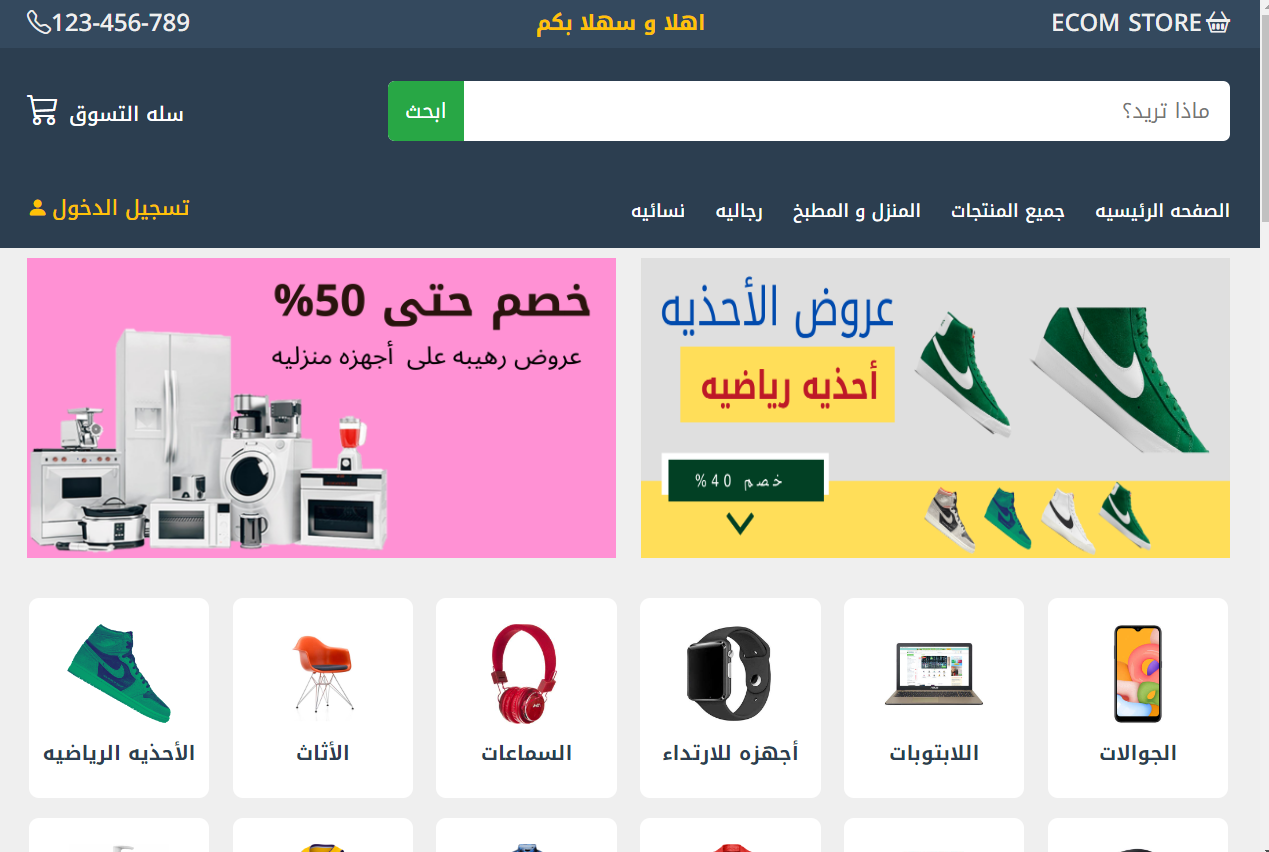 ECOM STORE
اهلا و سهلا بكم
123-456-789
ماذا تريد؟
ابحث
سله التسوق
الصفحه الرئيسيه
جميع المنتجات
المنزل و المطبخ
رجاليه
نسائيه
تسجيل الدخول
عروض الأحذيه
أحذيه رياضيه
خصم 40%
خصم حتى 50%
عروض رهيبه على أجهزه منزليه
الجوالات
اللابتوبات
أجهزه للارتداء
السماعات
الأثاث
الأحذيه الرياضيه